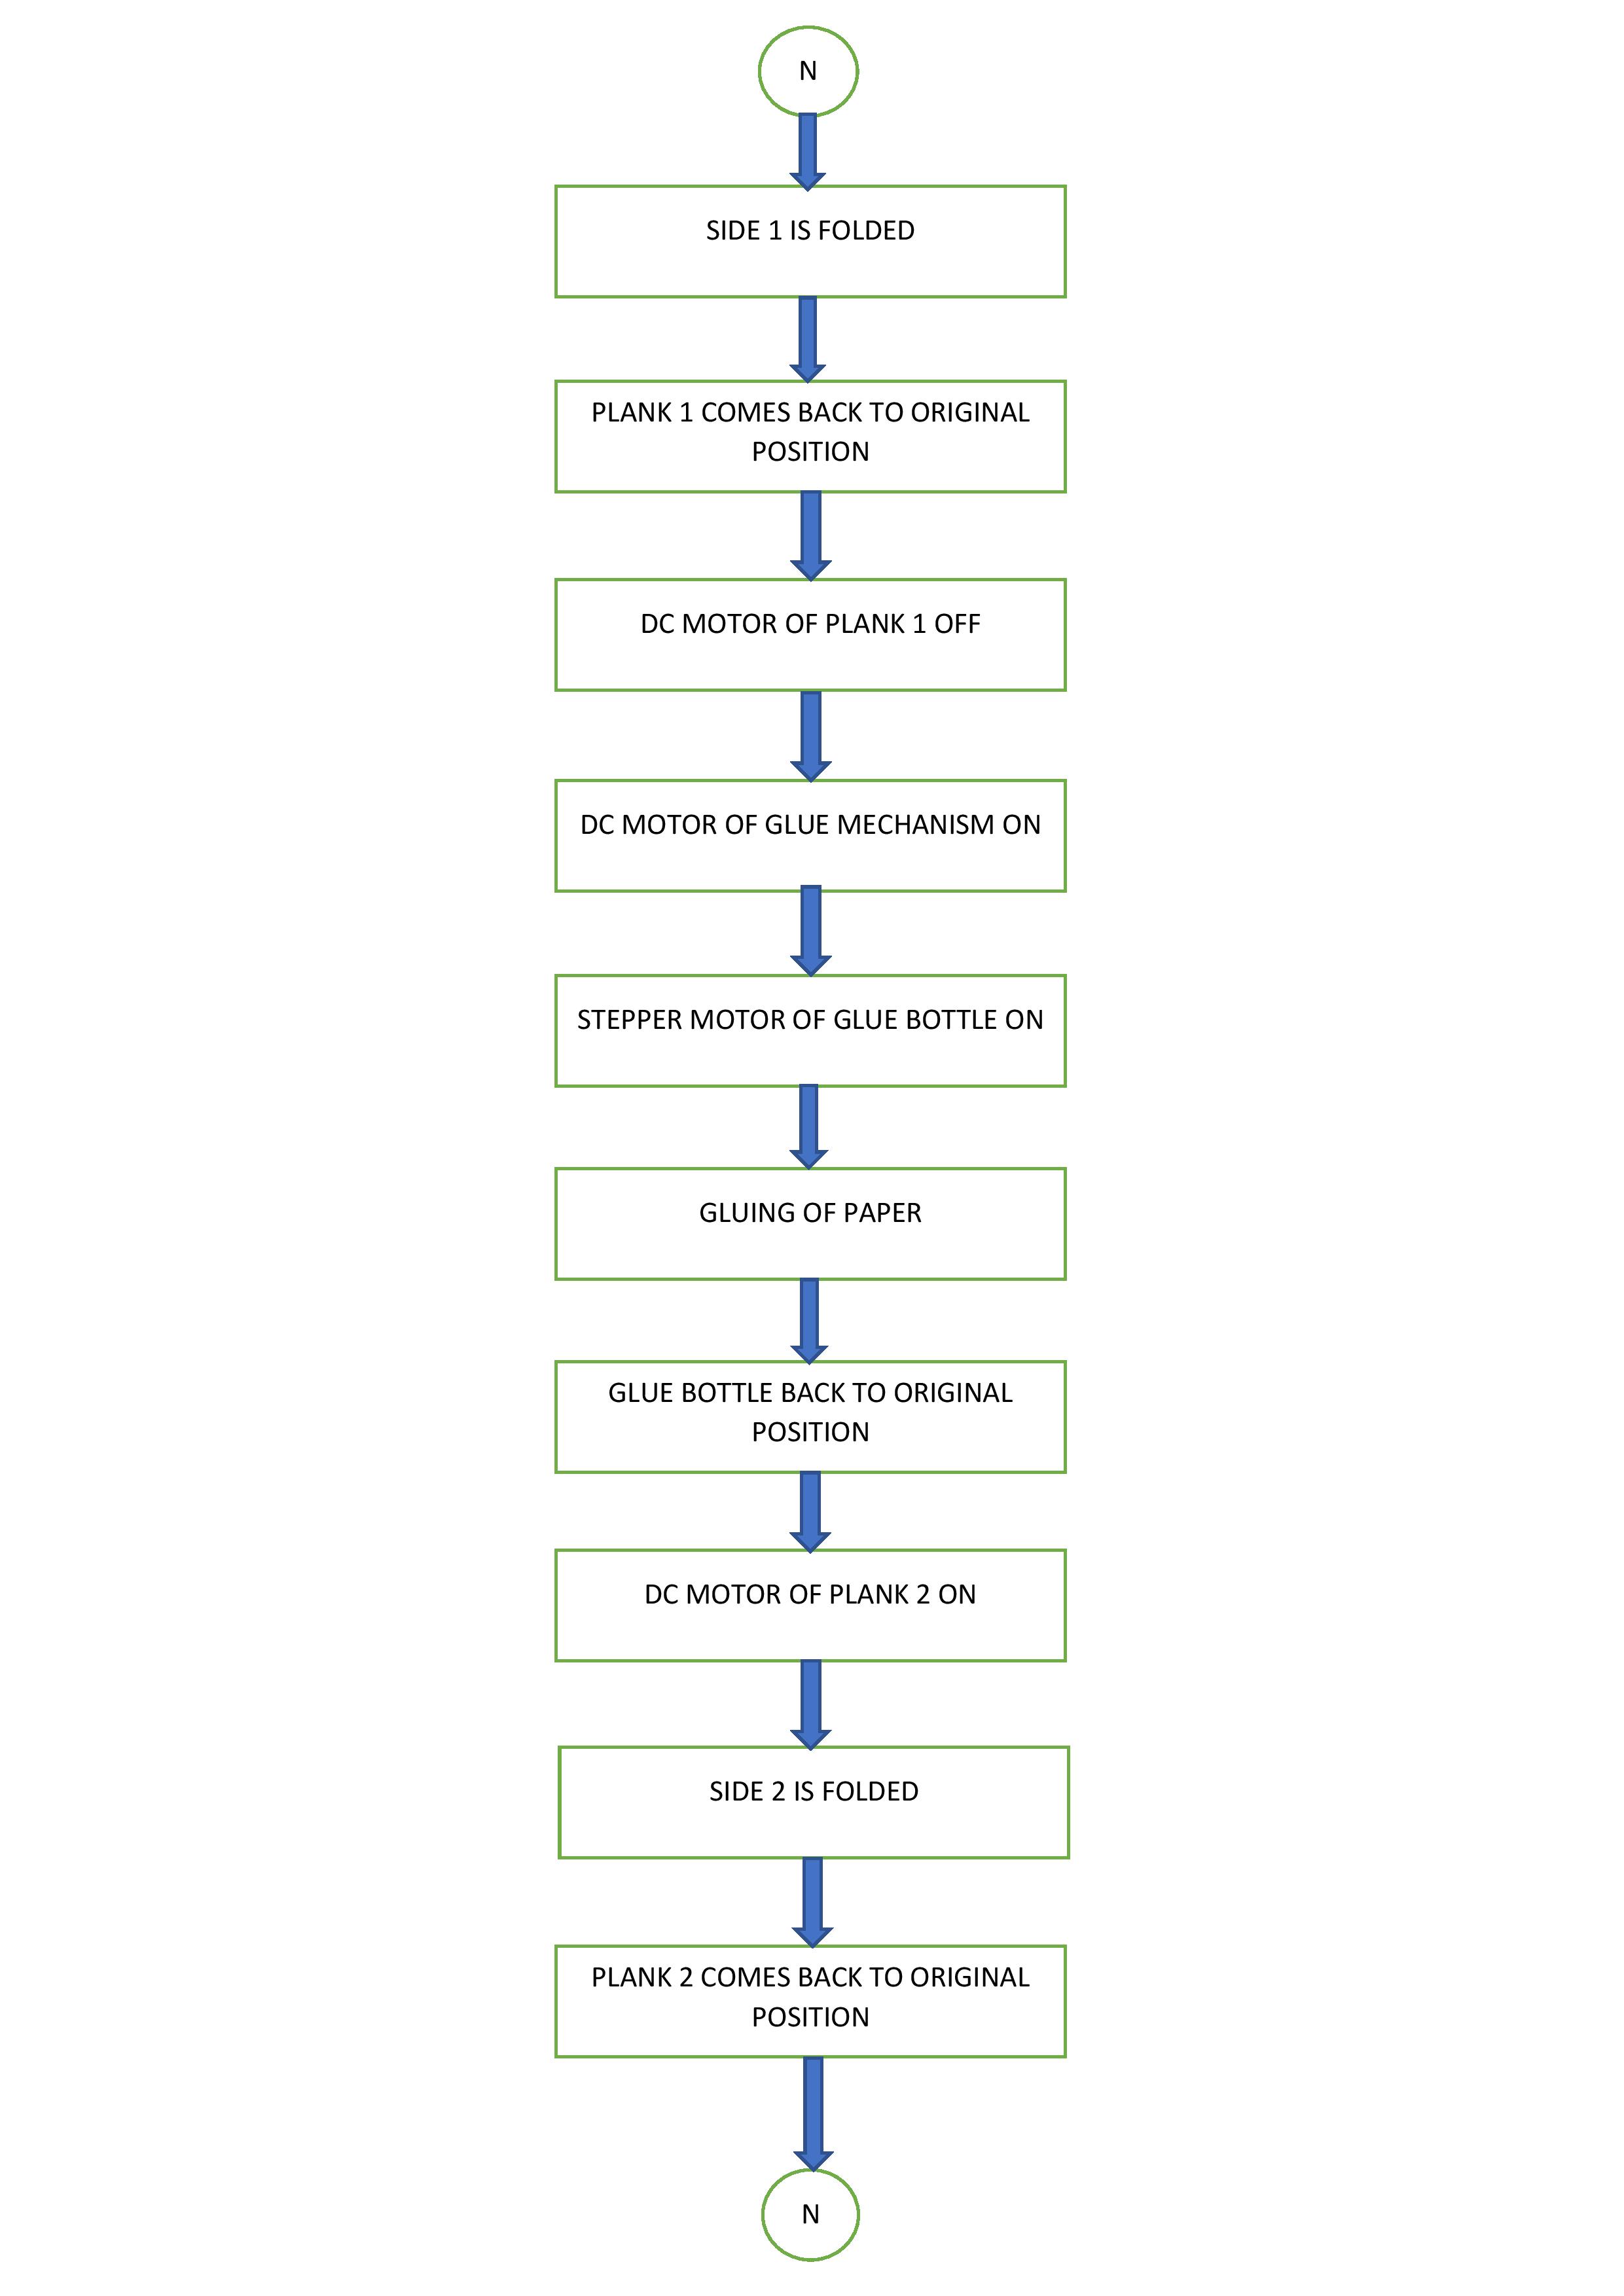 N
SIDE 1 IS FOLDED
PLANK 1 COMES BACK TO ORIGINAL
POSITION
DC MOTOR OF PLANK 1 OFF
DC MOTOR OF GLUE MECHANISM ON
STEPPER MOTOR OF GLUE BOTTLE ON
GLUING OF PAPER
GLUE BOTTLE BACK TO ORIGINAL
POSITION
DC MOTOR OF PLANK 2 ON
SIDE 2 IS FOLDED
PLANK 2 COMES BACK TO ORIGINAL
POSITION
N